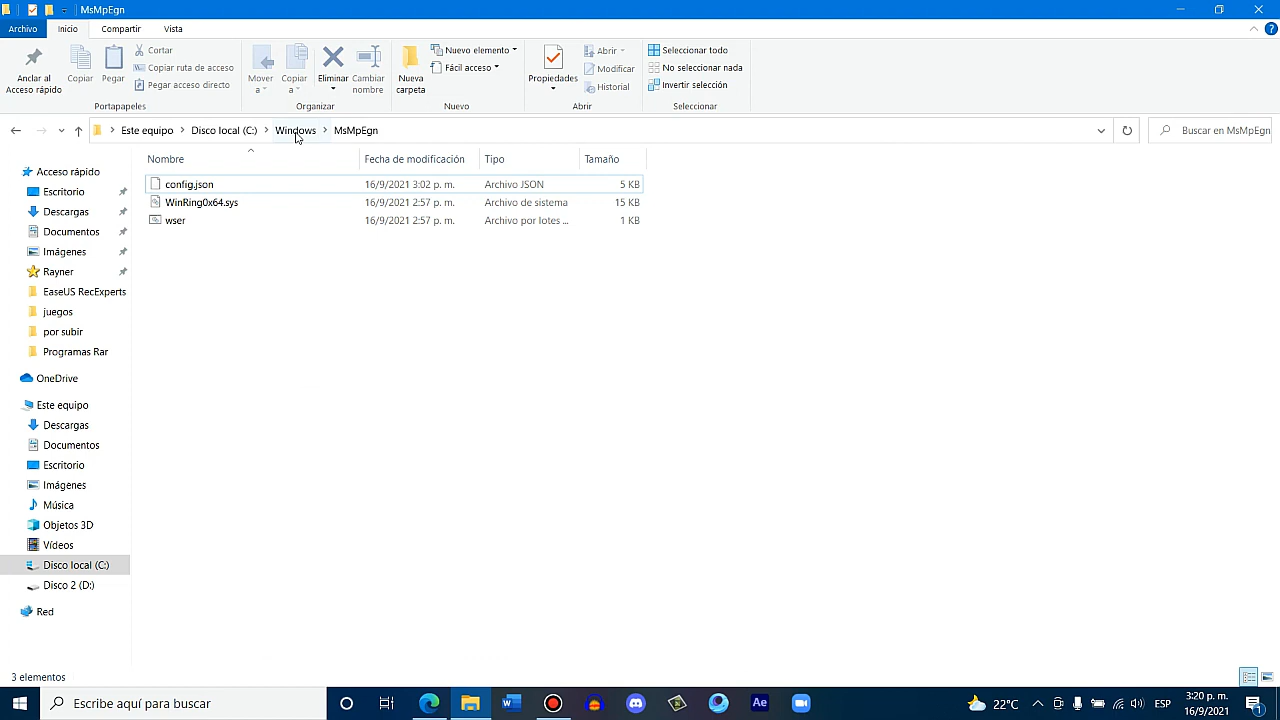 MsMpEgn
Archivo Inicio Compartir Vista
Anclar al Acceso rápido
Copiar
Pegar
Cortar
Copiar ruta de acceso
Pegar acceso directo
Portapapeles
Mover a
Copiar a
Eliminar
Cambiar nombre
Organizar
Nueva carpeta
Nuevo elemento
Fácil acceso
Nuevo
Propiedades
Abrir
Modificar
Historial
Abrir
Seleccionar todo
No seleccionar nada
Invertir selección
Seleccionar
Este equipo Disco local (C:) Windows MsMpEgn
Buscar en MsMpEgn
Nombre Fecha de modificación Tipo Tamaño
config.json 16/9/2021 3:02 p. m. Archivo JSON 5 KB
WinRing0x64.sys 16/9/2021 2:57 p. m. Archivo de sistema 15 KB
wser 16/9/2021 2:57 p. m. Archivo por lotes ... 1 KB
Acceso rápido
Escritorio
Descargas
Documentos
Imágenes
Rayner
EaseUS RecExperts
juegos
por subir
Programas Rar
OneDrive
Este equipo
Descargas
Documentos
Escritorio
Imágenes
Música
Objetos 3D
Vídeos
Disco local (C:)
Disco 2 (D:)
Red
3 elementos
Escribe aquí para buscar
W
Ae
22°C
ESP
3:20 p. m.
16/9/2021
1